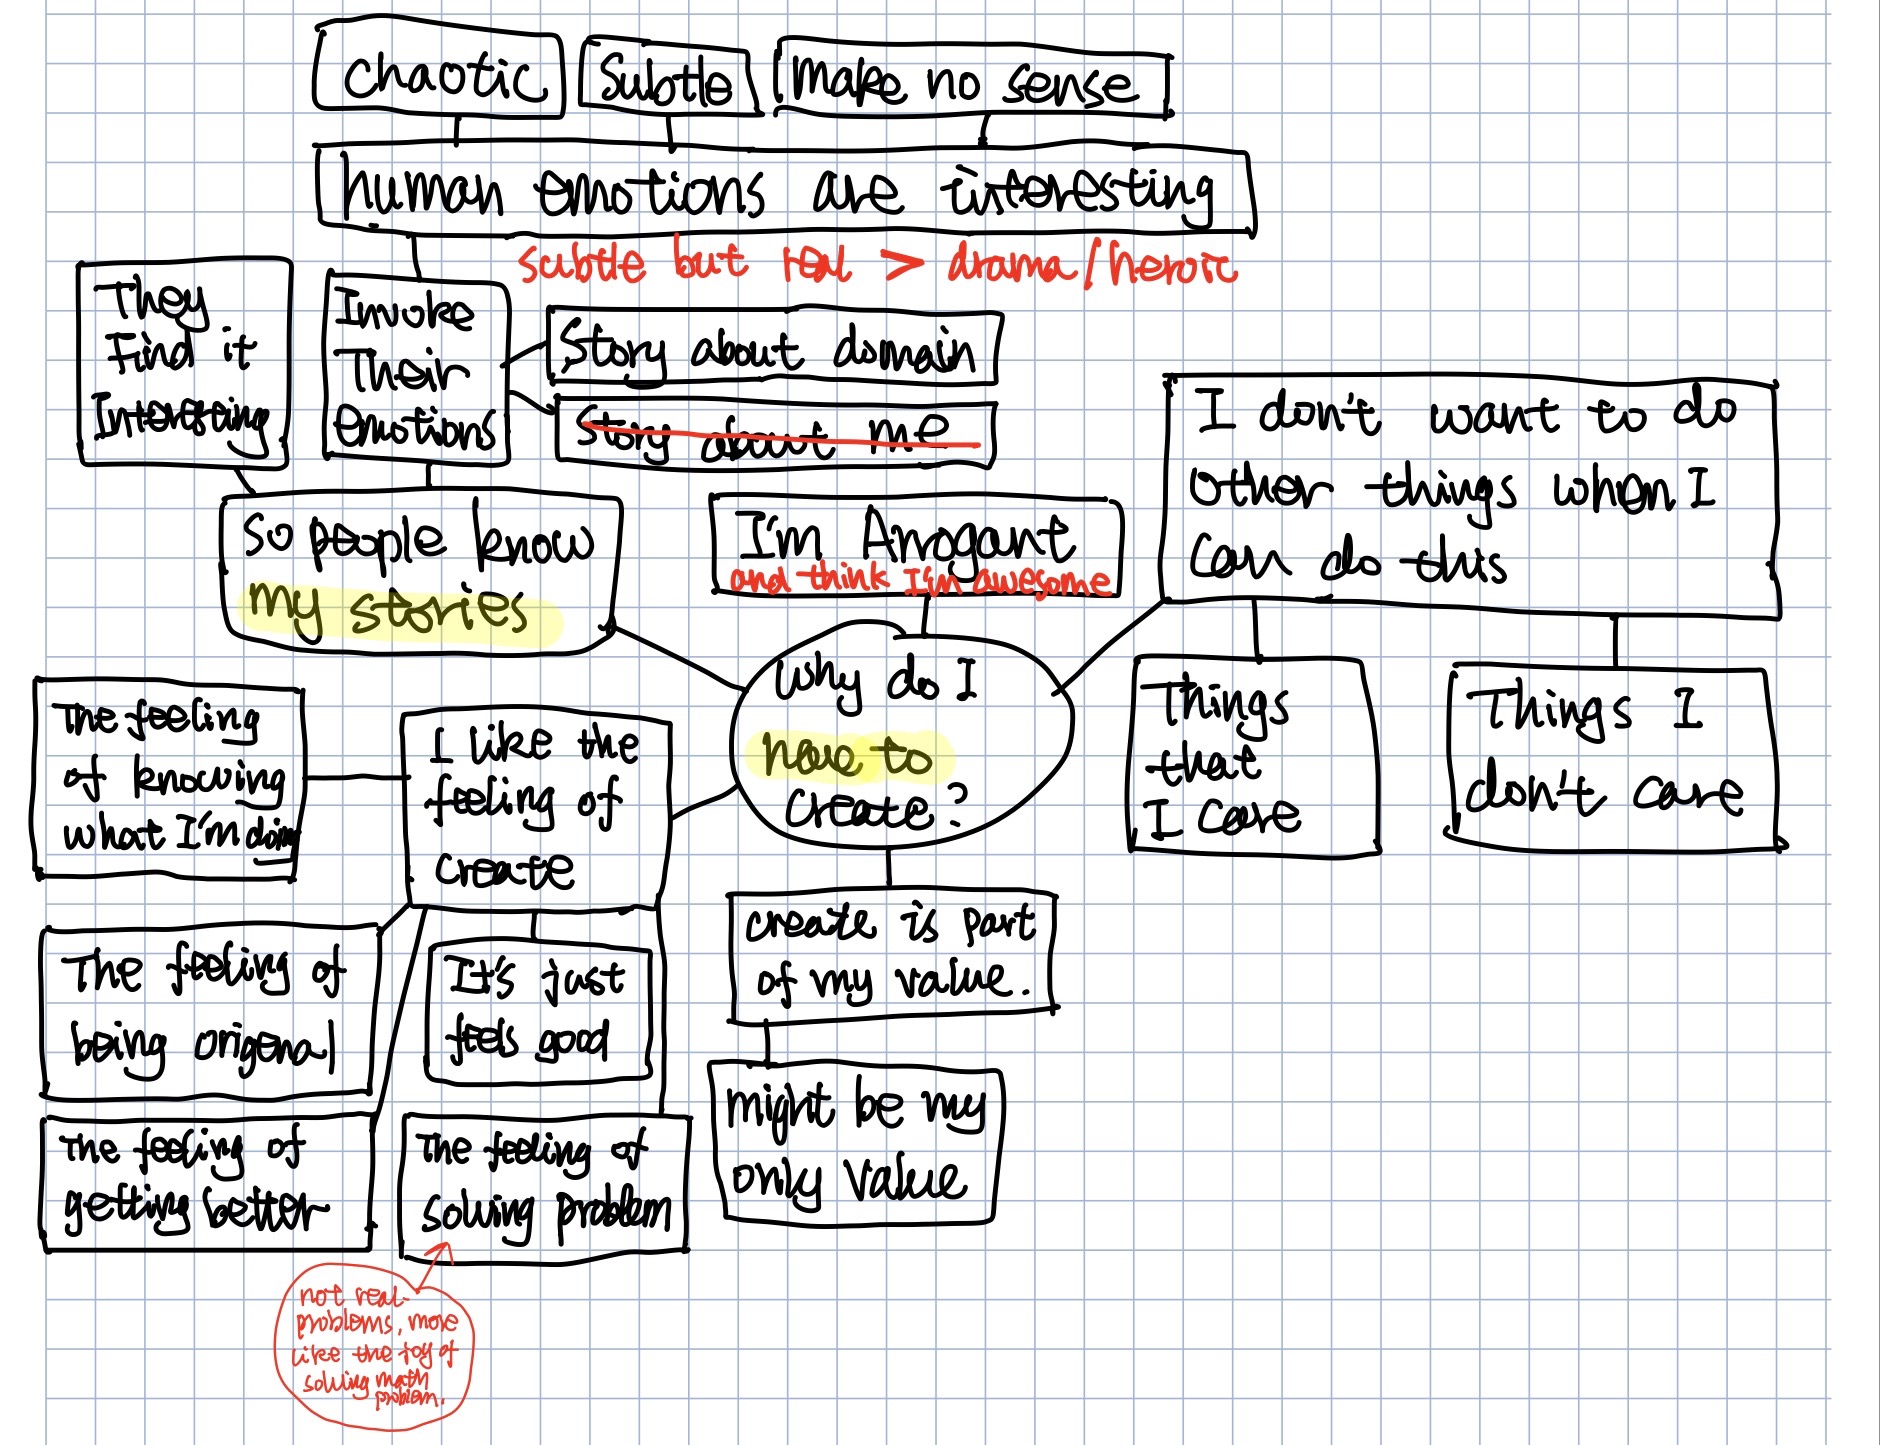 Chaotic
Subtle
Make no sense
human emotions are interesting
subtle but real > drama/heroic
They
Find it
Interesting
Invoke
Their
emotions
Story about domain
Story about me
So people know
my stories
I'm Arrogant
and think I'm awesome
I don't want to do
other things when I
can do this
Things
that
I care
Things I
don't care
Why do I
have to
create?
I like the
feeling of
create
The feeling
of knowing
what I'm doing
The feeling of
being origenal
It's just
feels good
The feeling of
getting better
The feeling of
solving problem
not real
problems, more
like the joy of
solving math
problem.
create is part
of my value.
might be my
only value